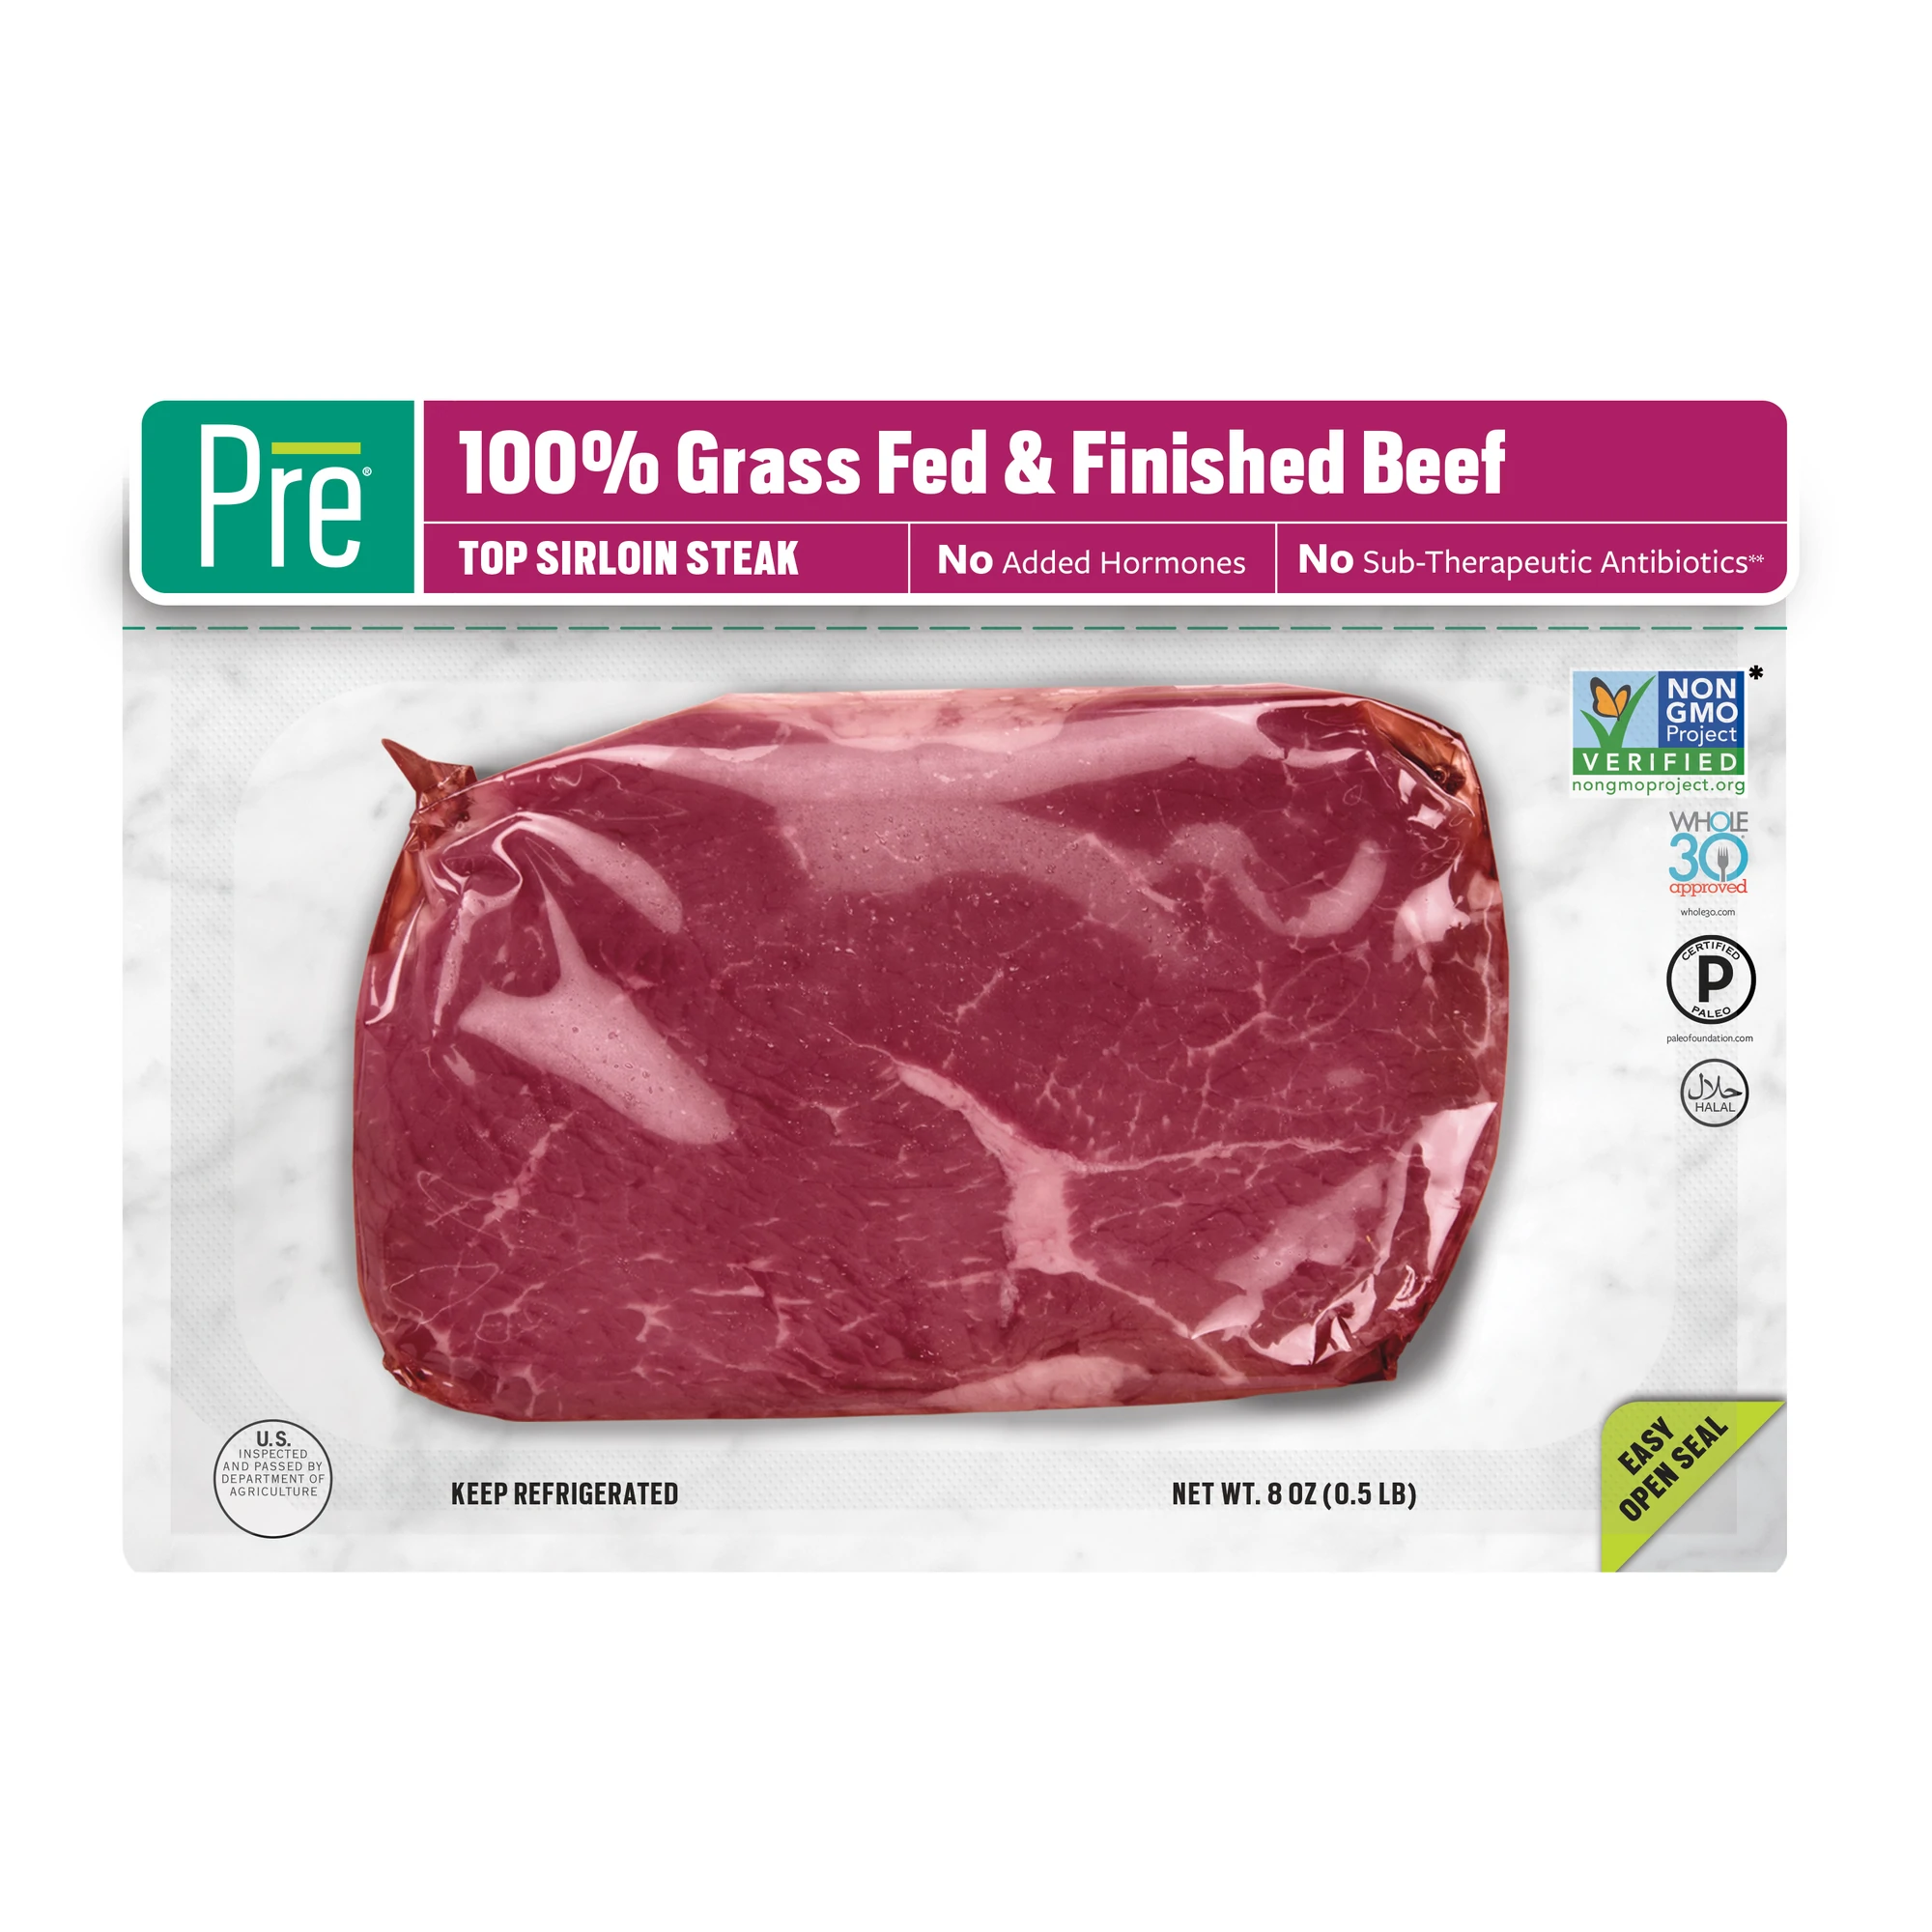 Prē®
100% Grass Fed & Finished Beef
TOP SIRLOIN STEAK
No Added Hormones
No Sub-Therapeutic Antibiotics**
NON
GMO
Project
VERIFIED
nongmoproject.org
*
WHOLE
30
approved
whole30.com
CERTIFIED
P
PALEO
paleofoundation.com
حلال
HALAL
U.S.
INSPECTED
AND PASSED BY
DEPARTMENT OF
AGRICULTURE
KEEP REFRIGERATED
NET WT. 8 OZ (0.5 LB)
EASY
OPEN SEAL